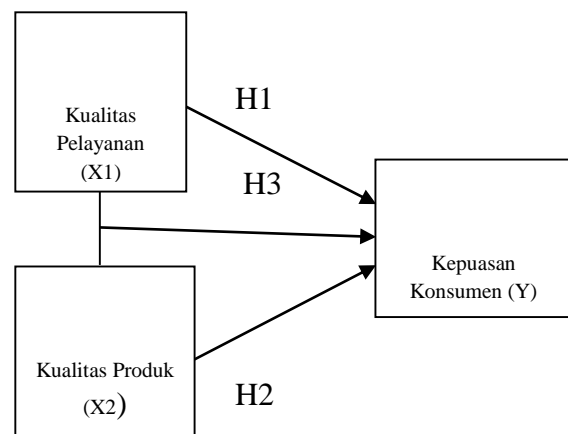 H1
Kualitas
Pelayanan
(X1)
H3
Kepuasan
Konsumen (Y)
Kualitas Produk
(X2)
H2